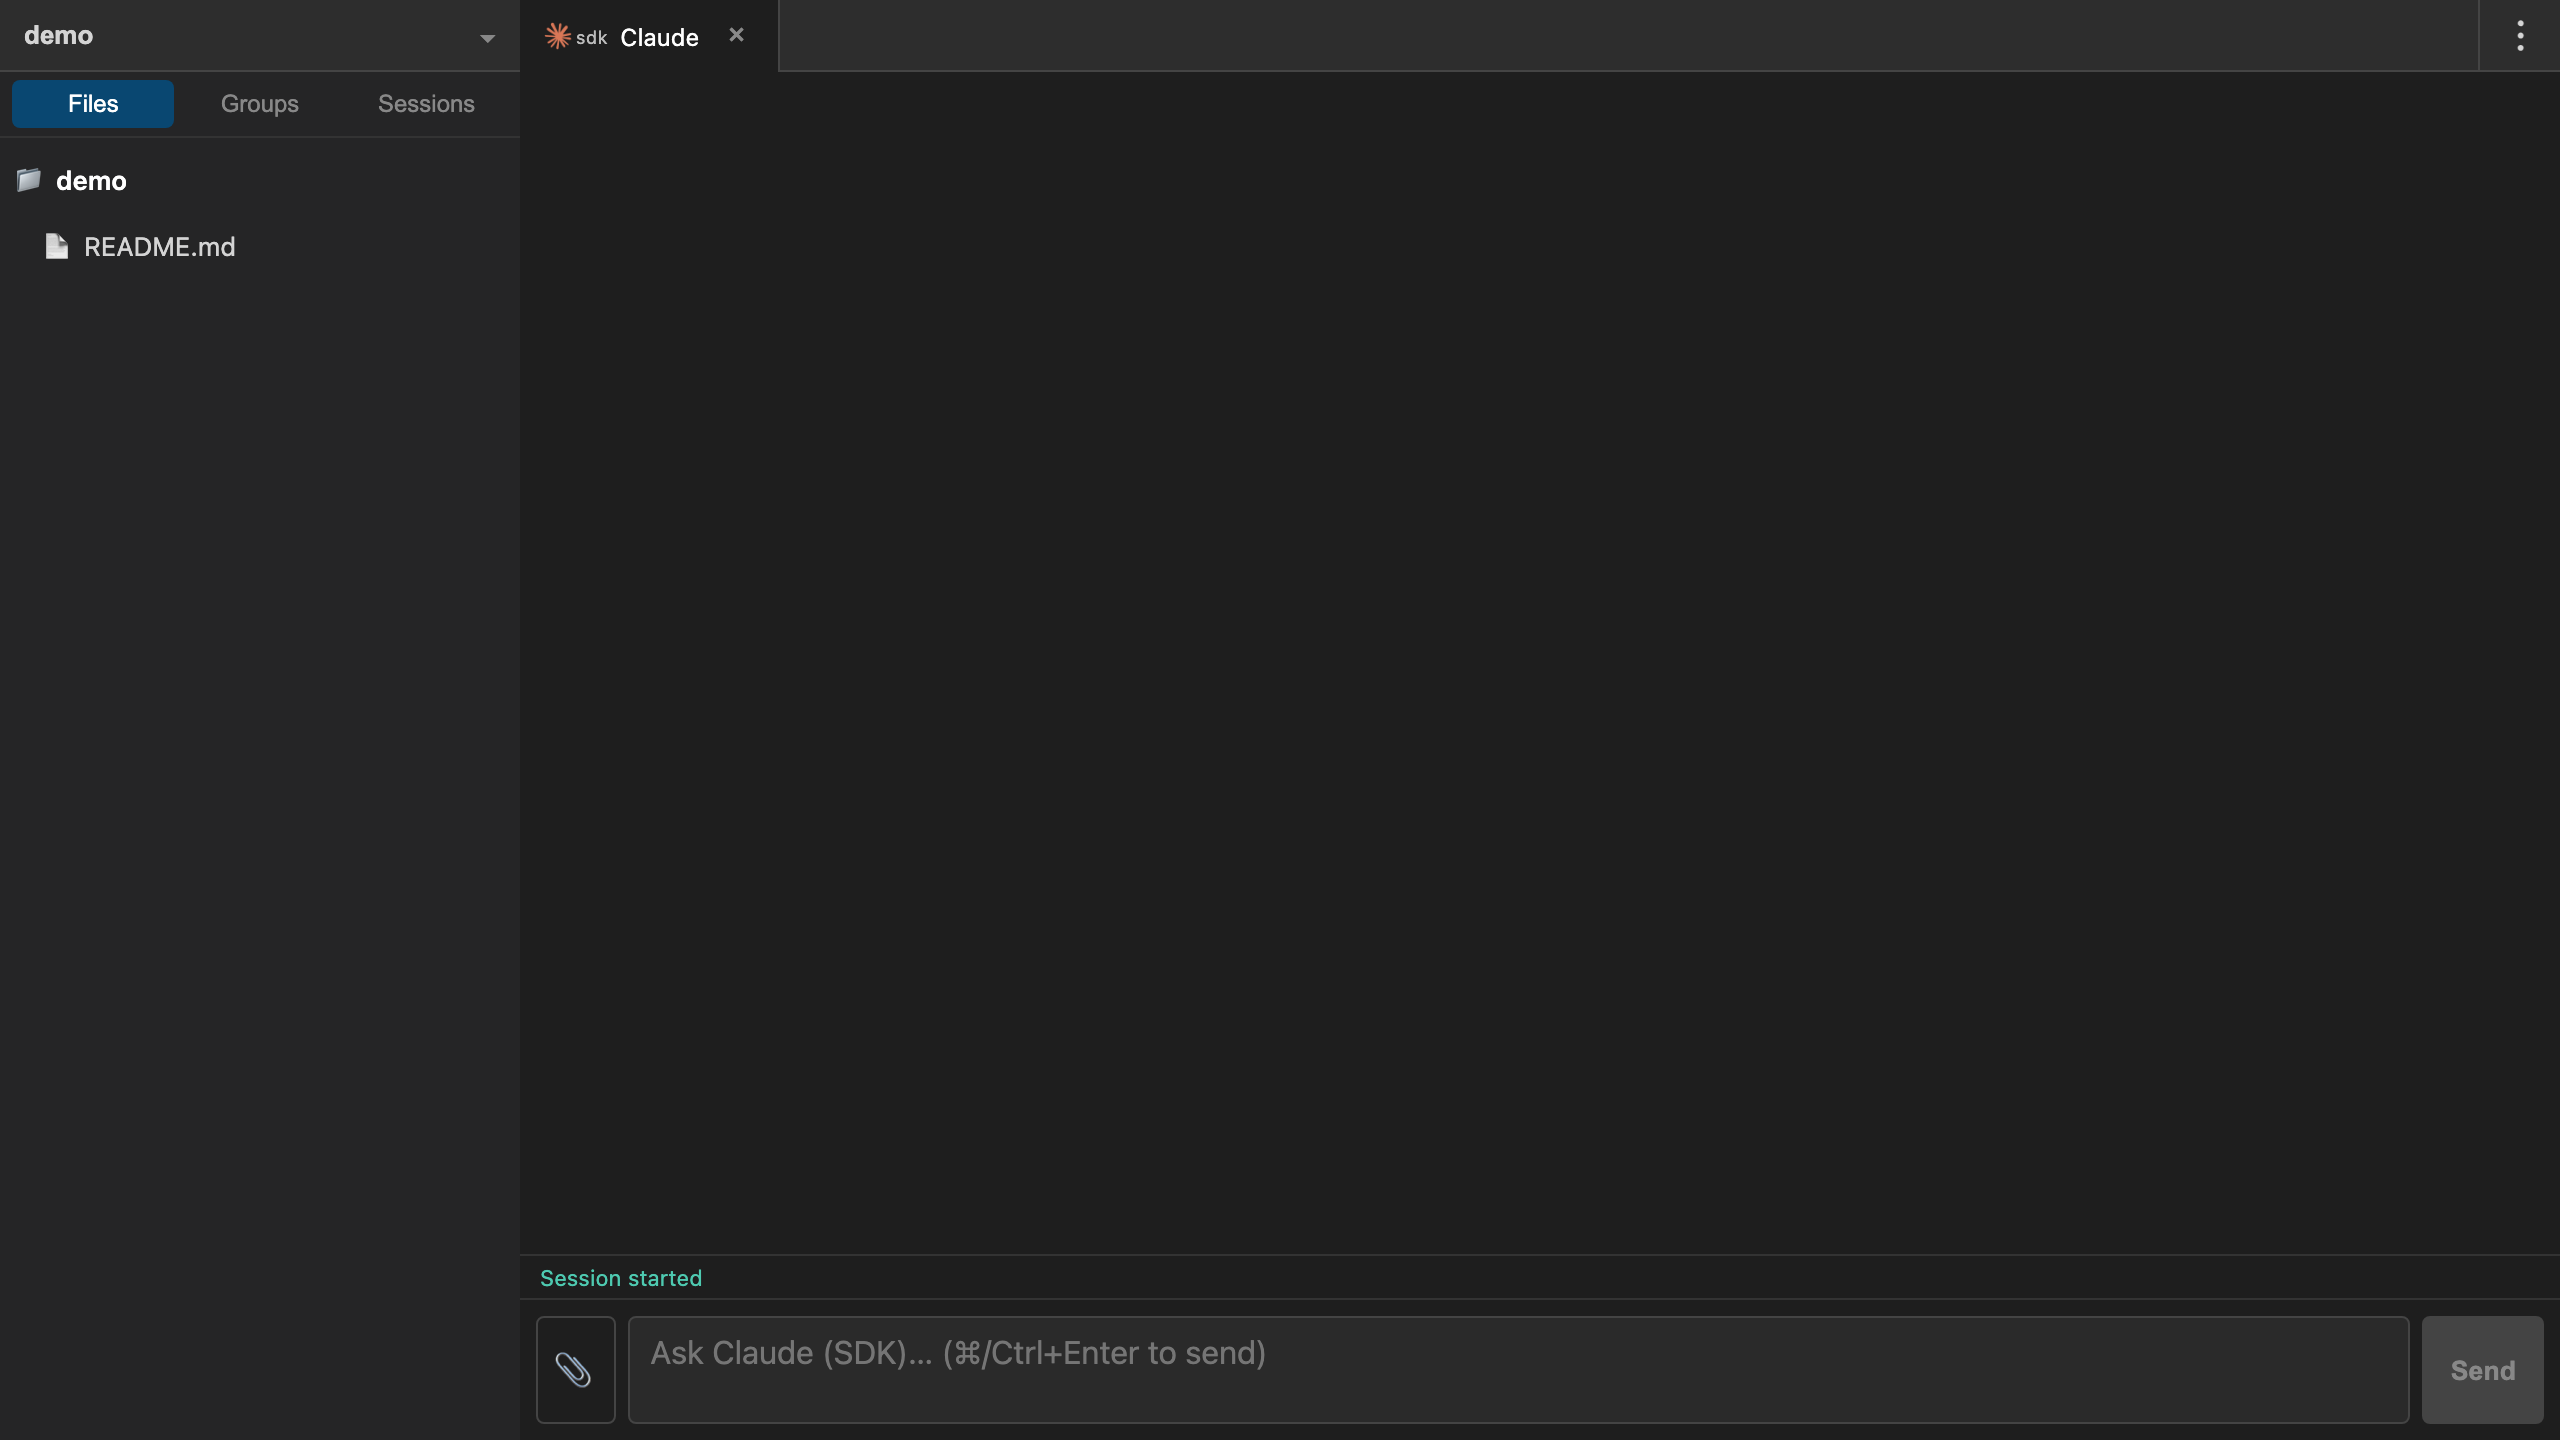 demo
Files Groups Sessions
demo
README.md
sdk Claude ×
Session started
Ask Claude (SDK)... (⌘/Ctrl+Enter to send)
Send